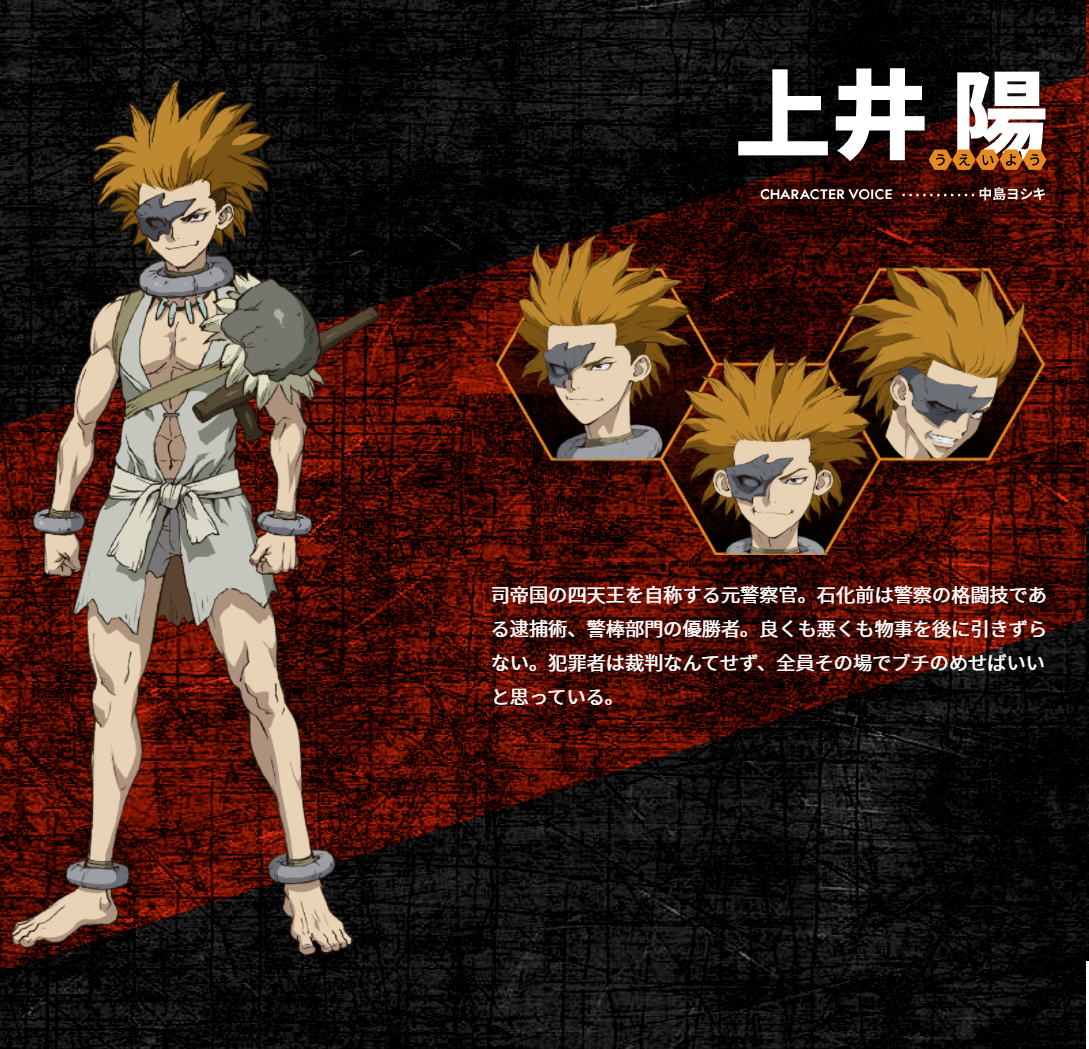 上井 陽
うえいよう
CHARACTER VOICE ··········· 中島ヨシキ
司帝国の四天王を自称する元警察官。石化前は警察の格闘技であ
る逮捕術、警棒部門の優勝者。良くも悪くも物事を後に引きずら
ない。犯罪者は裁判なんてせず、全員その場でブチのめせばいい
と思っている。